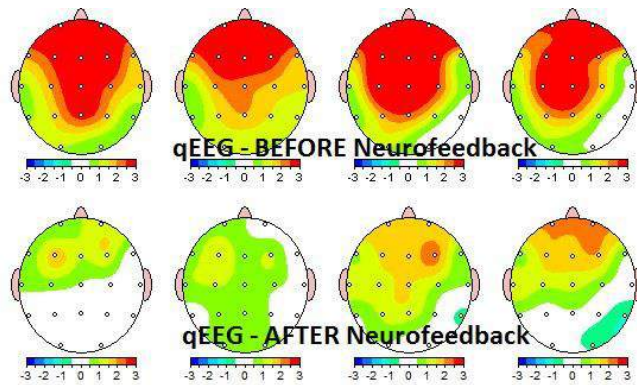 qEEG - BEFORE Neurofeedback
-3 -2 -1 0 1 2 3 -3 -2 -1 0 1 2 3 -3 -2 -1 0 1 2 3 -3 -2 -1 0 1 2 3
qEEG - AFTER Neurofeedback
-3 -2 -1 0 1 2 3 -3 -2 -1 0 1 2 3 -3 -2 -1 0 1 2 3 -3 -2 -1 0 1 2 3